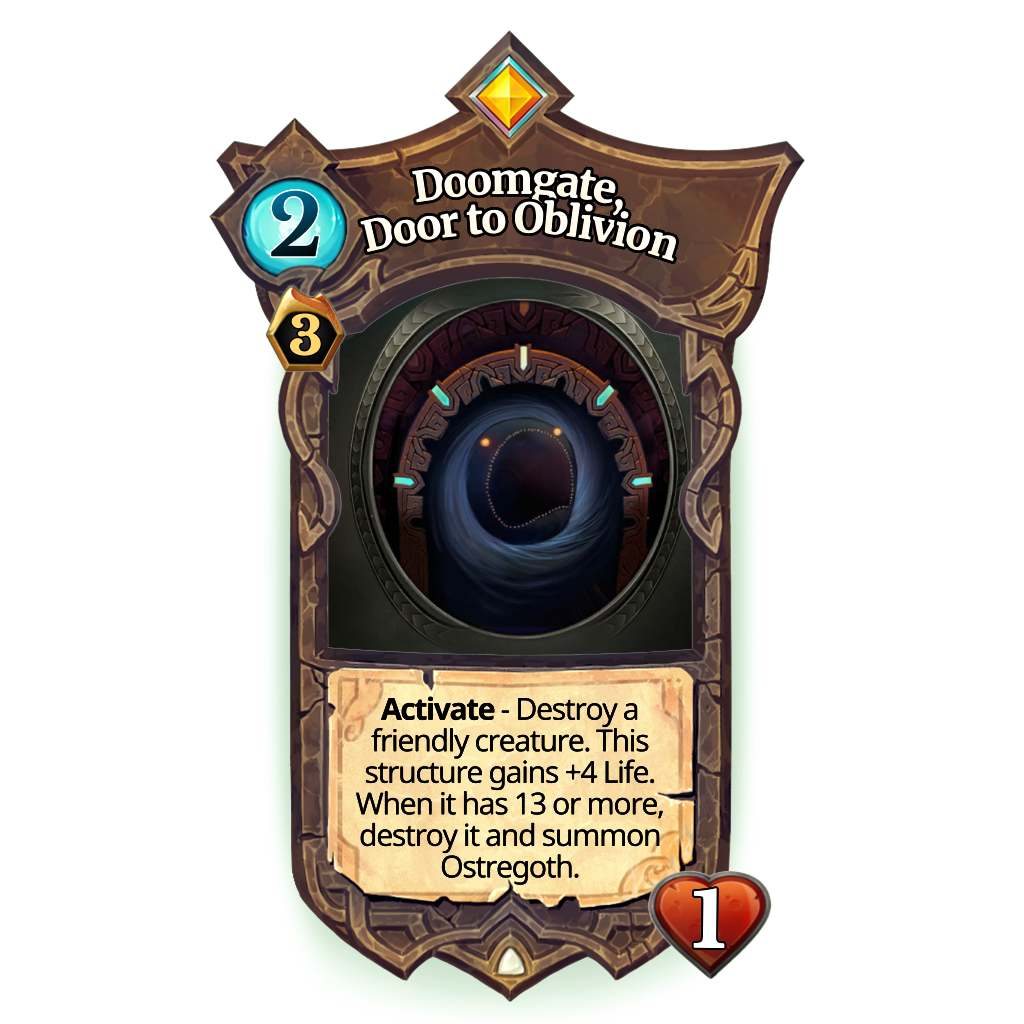 Doomgate,
Door to Oblivion
2
3
Activate - Destroy a
friendly creature. This
structure gains +4 Life.
When it has 13 or more,
destroy it and summon
Ostregoth.
1